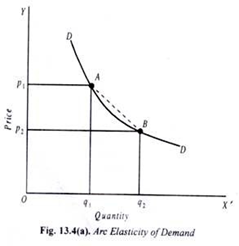 Y
D
p₁
A
Price
p₂
B
D
O
q₁
q₂
X'
Quantity
Fig. 13.4(a). Arc Elasticity of Demand